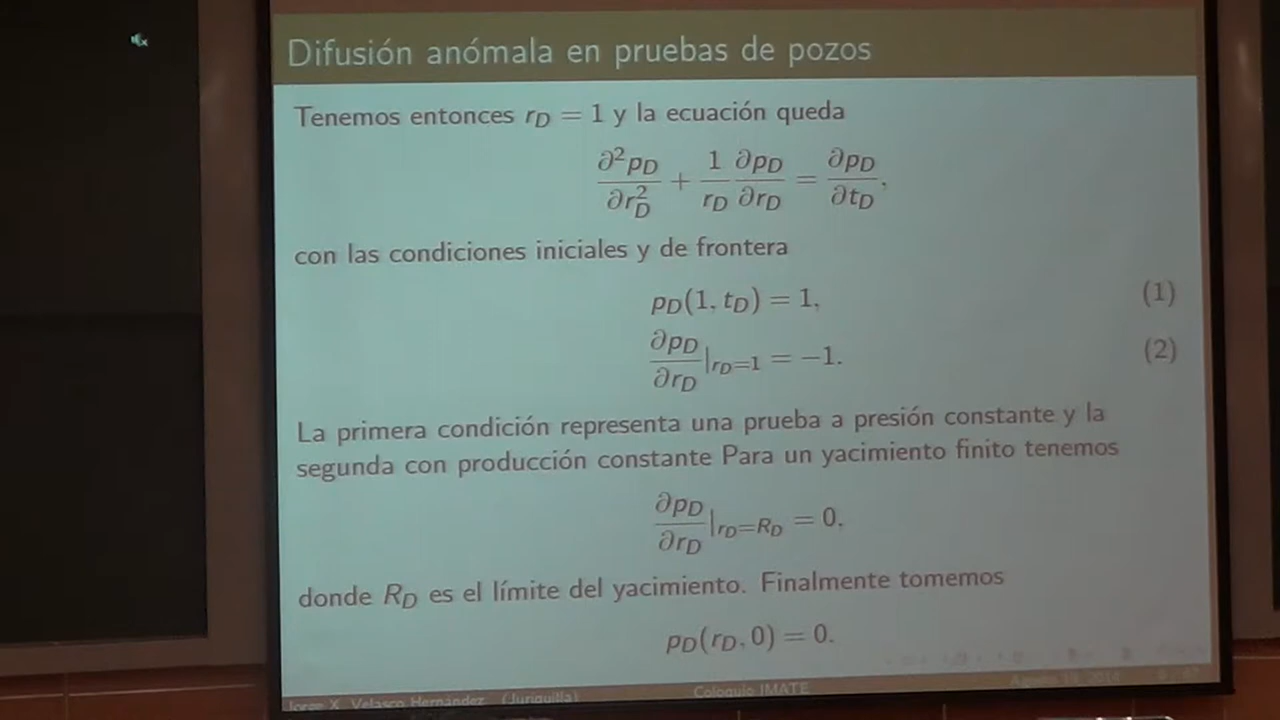 Difusión anómala en pruebas de pozos
Tenemos entonces r_D = 1 y la ecuación queda
∂²p_D/∂r_D² + 1/r_D ∂p_D/∂r_D = ∂p_D/∂t_D,
con las condiciones iniciales y de frontera
p_D(1, t_D) = 1, (1)
∂p_D/∂r_D |r_D=1 = −1. (2)
La primera condición representa una prueba a presión constante y la
segunda con producción constante Para un yacimiento finito tenemos
∂p_D/∂r_D |r_D=R_D = 0,
donde R_D es el límite del yacimiento. Finalmente tomemos
p_D(r_D, 0) = 0.
Jorge X. Velasco Hernández (Juriquilla) Coloquio IMATE